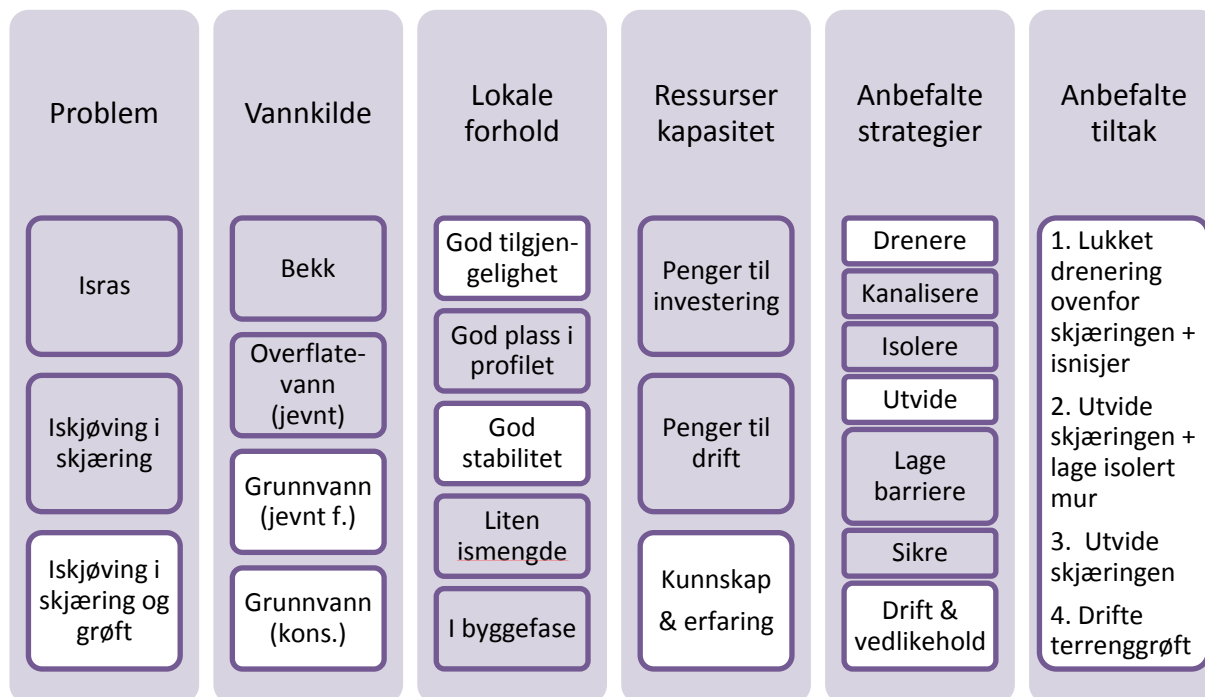 Problem
Isras
Iskjøving i
skjæring
Iskjøving i
skjæring og
grøft
Vannkilde
Bekk
Overflate-
vann
(jevnt)
Grunnvann
(jevnt f.)
Grunnvann
(kons.)
Lokale
forhold
God tilgjen-
gelighet
God plass i
profilet
God
stabilitet
Liten
ismengde
I byggefase
Ressurser
kapasitet
Penger til
investering
Penger til
drift
Kunnskap
& erfaring
Anbefalte
strategier
Drenere
Kanalisere
Isolere
Utvide
Lage
barriere
Sikre
Drift &
vedlikehold
Anbefalte
tiltak
1. Lukket
drenering
ovenfor
skjæringen +
isnisjer
2. Utvide
skjæringen +
lage isolert
mur
3. Utvide
skjæringen
4. Drifte
terrenggrøft